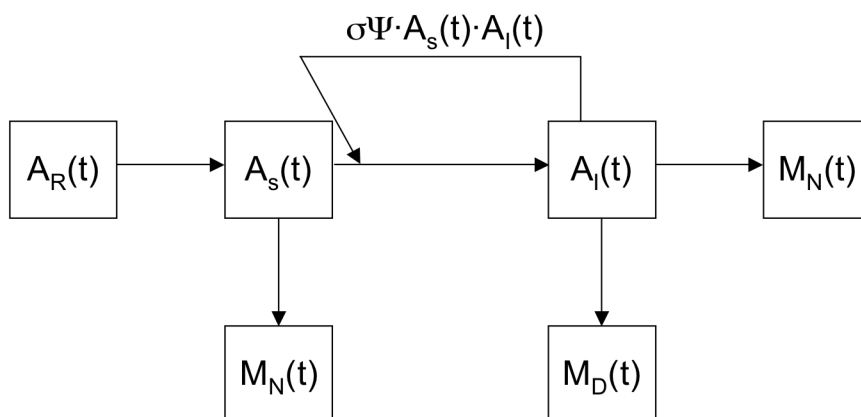 σΨ·A_s(t)·A_I(t)
A_R(t)
A_s(t)
A_I(t)
M_N(t)
M_N(t)
M_D(t)